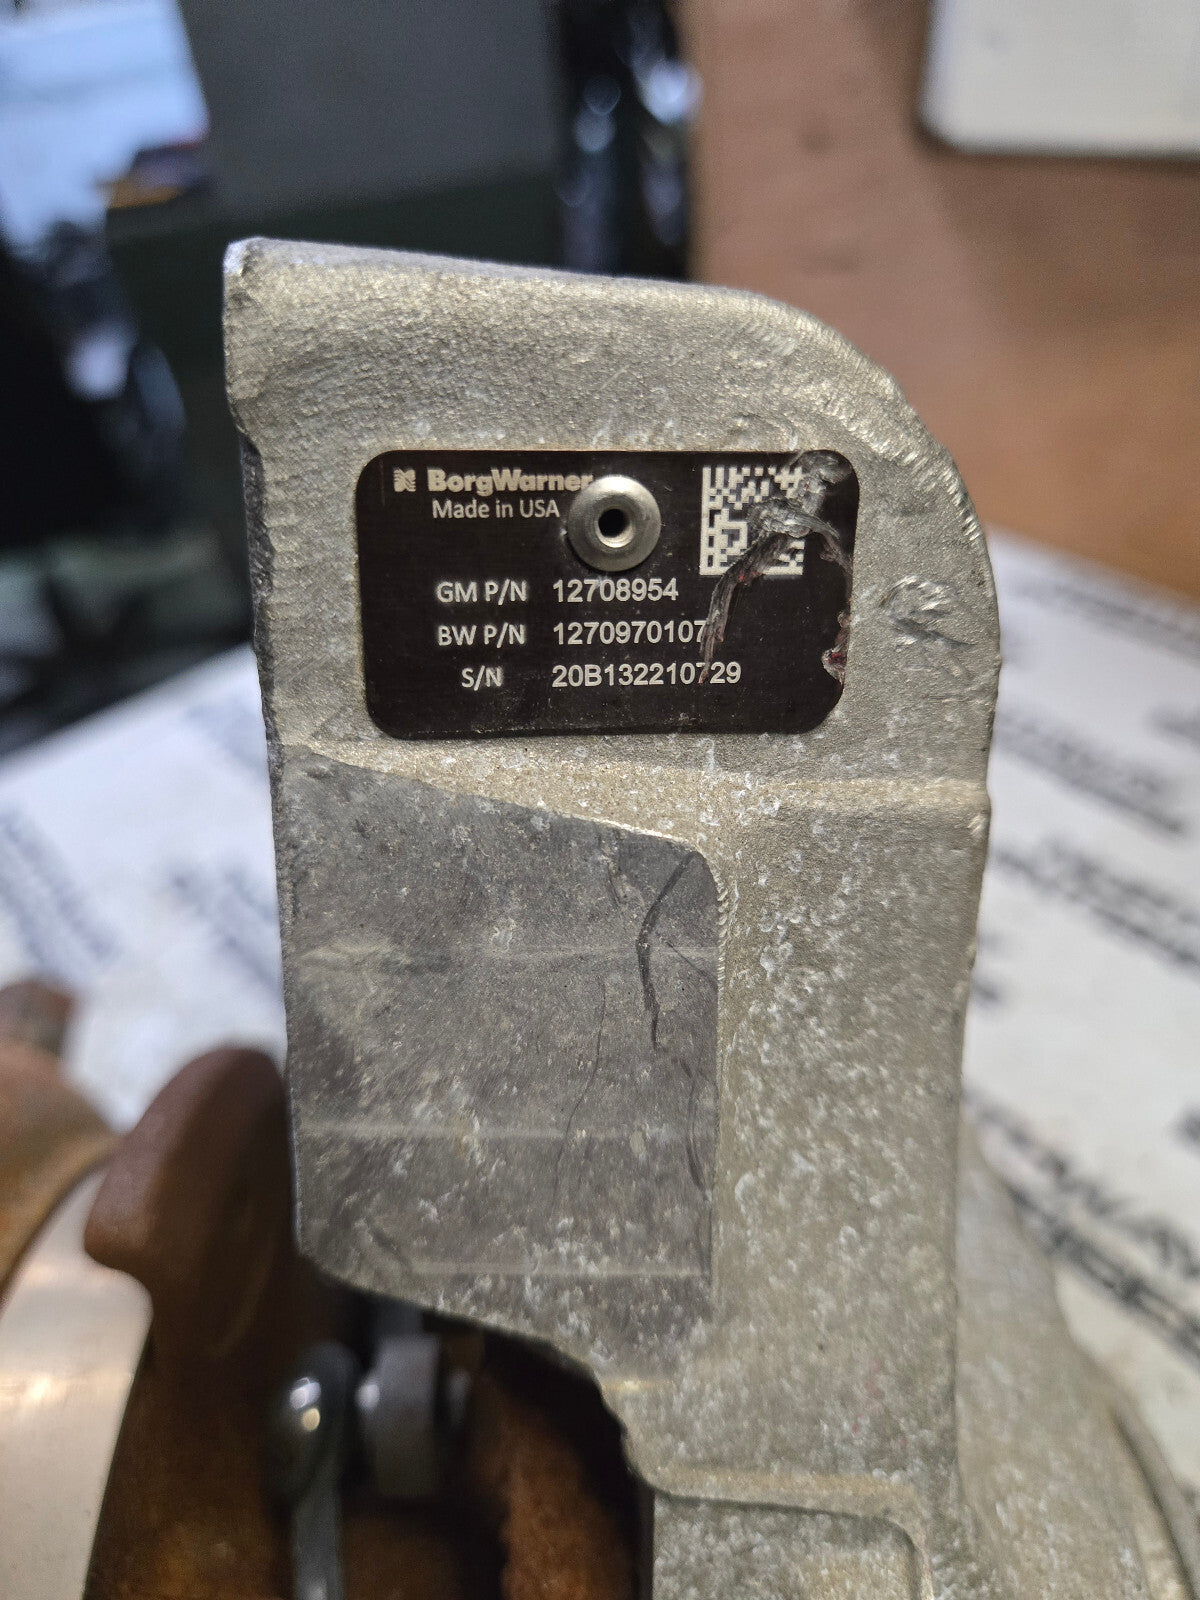 BorgWarner
Made in USA
GM P/N 12708954
BW P/N 1270970107
S/N 20B132210729